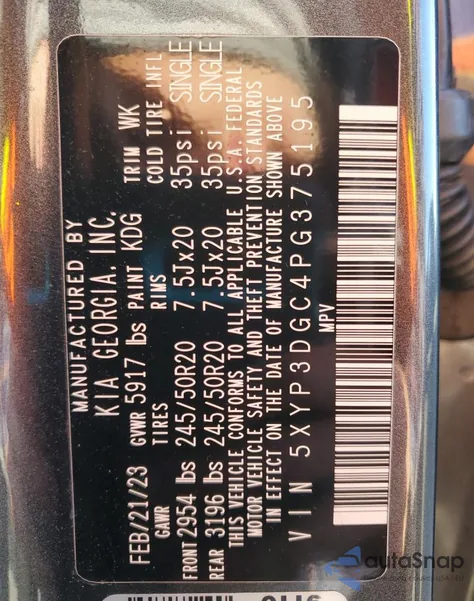 MANUFACTURED BY
KIA GEORGIA, INC.
FEB/21/23 GVWR 5917 lbs PAINT KDG TRIM WK
GAWR TIRES RIMS COLD TIRE INFL
FRONT 2954 lbs 245/50R20 7.5Jx20 35psi SINGLE
REAR 3196 lbs 245/50R20 7.5Jx20 35psi SINGLE
THIS VEHICLE CONFORMS TO ALL APPLICABLE U.S.A. FEDERAL
MOTOR VEHICLE SAFETY AND THEFT PREVENTION STANDARDS
IN EFFECT ON THE DATE OF MANUFACTURE SHOWN ABOVE
VIN 5XYP3DGC4PG375195
MPV
autoSnap